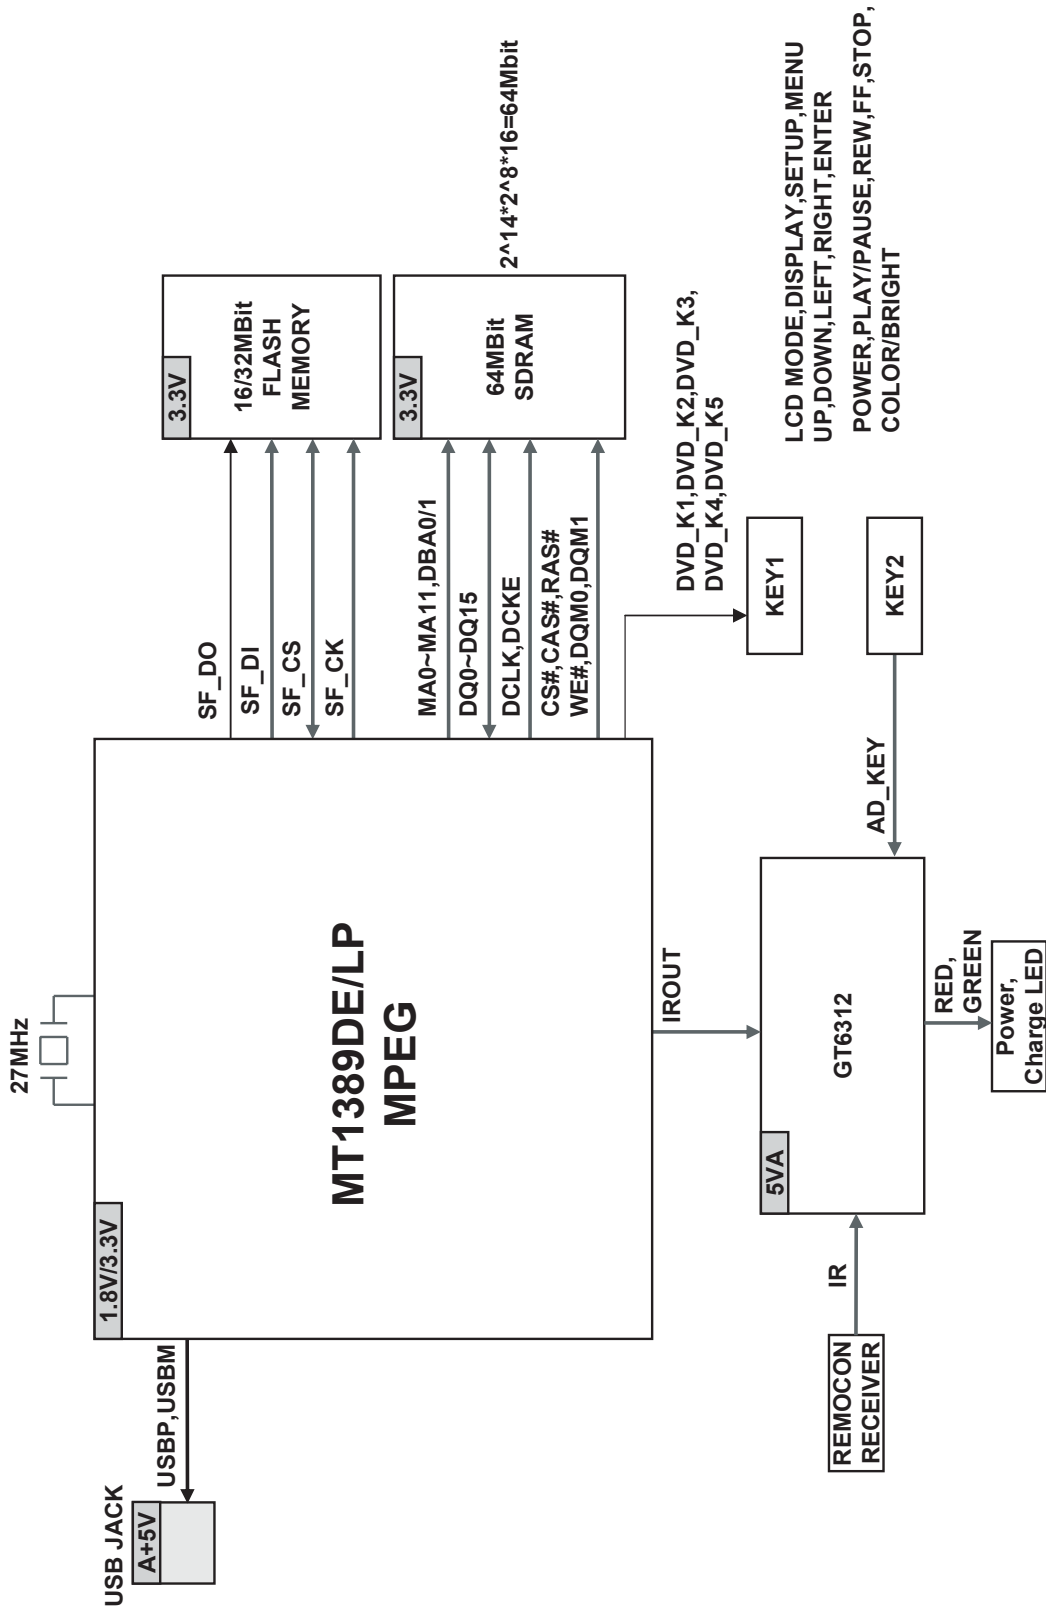 USB JACK
A+5V
USBP,USBM
1.8V/3.3V
27MHz
MT1389DE/LP
MPEG
SF_DO
SF_DI
SF_CS
SF_CK
3.3V
16/32MBit
FLASH
MEMORY
MA0~MA11,DBA0/1
DQ0~DQ15
DCLK,DCKE
CS#,CAS#,RAS#
WE#,DQM0,DQM1
3.3V
64MBit
SDRAM
2^14*2^8*16=64Mbit
DVD_K1,DVD_K2,DVD_K3,
DVD_K4,DVD_K5
KEY1
LCD MODE,DISPLAY,SETUP,MENU
UP,DOWN,LEFT,RIGHT,ENTER
IROUT
REMOCON
RECEIVER
IR
5VA
GT6312
AD_KEY
KEY2
POWER,PLAY/PAUSE,REW,FF,STOP,
COLOR/BRIGHT
RED,
GREEN
Power,
Charge LED